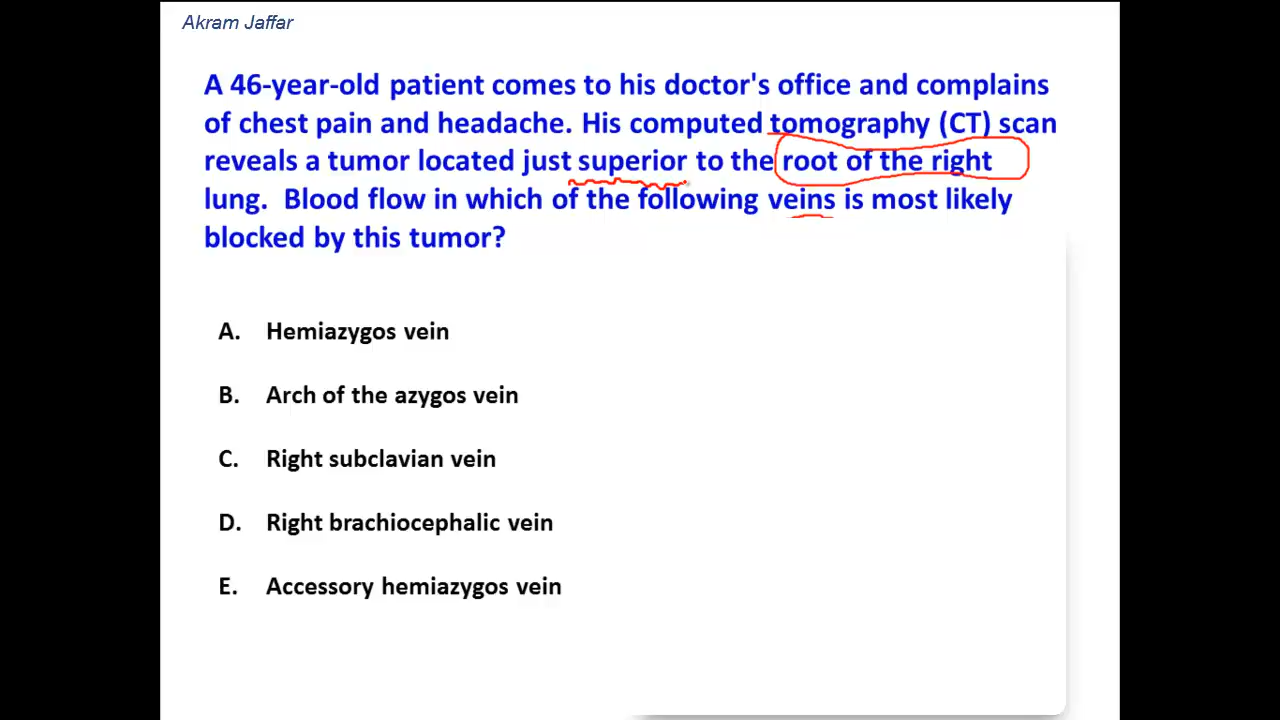 Akram Jaffar
A 46-year-old patient comes to his doctor's office and complains
of chest pain and headache. His computed tomography (CT) scan
reveals a tumor located just superior to the root of the right
lung.  Blood flow in which of the following veins is most likely
blocked by this tumor?
A. Hemiazygos vein
B. Arch of the azygos vein
C. Right subclavian vein
D. Right brachiocephalic vein
E. Accessory hemiazygos vein